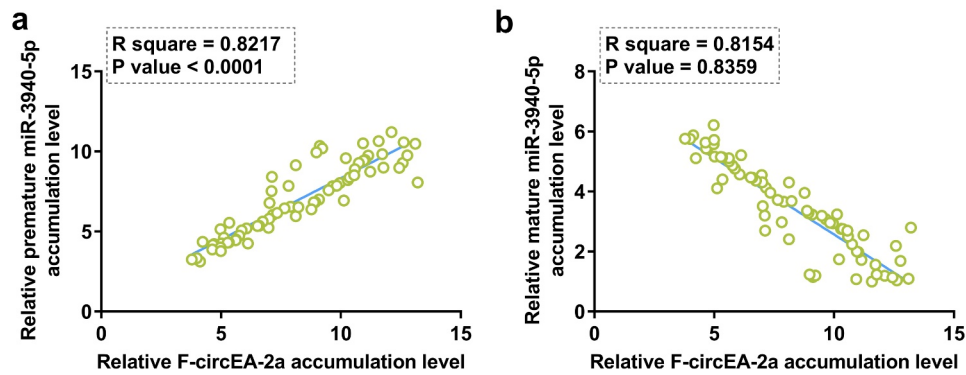 a
R square = 0.8217
P value < 0.0001
Relative premature miR-3940-5p
accumulation level
15
10
5
0
0 5 10 15
Relative F-circEA-2a accumulation level
b
R square = 0.8154
P value = 0.8359
Relative mature miR-3940-5p
accumulation level
8
6
4
2
0
0 5 10 15
Relative F-circEA-2a accumulation level